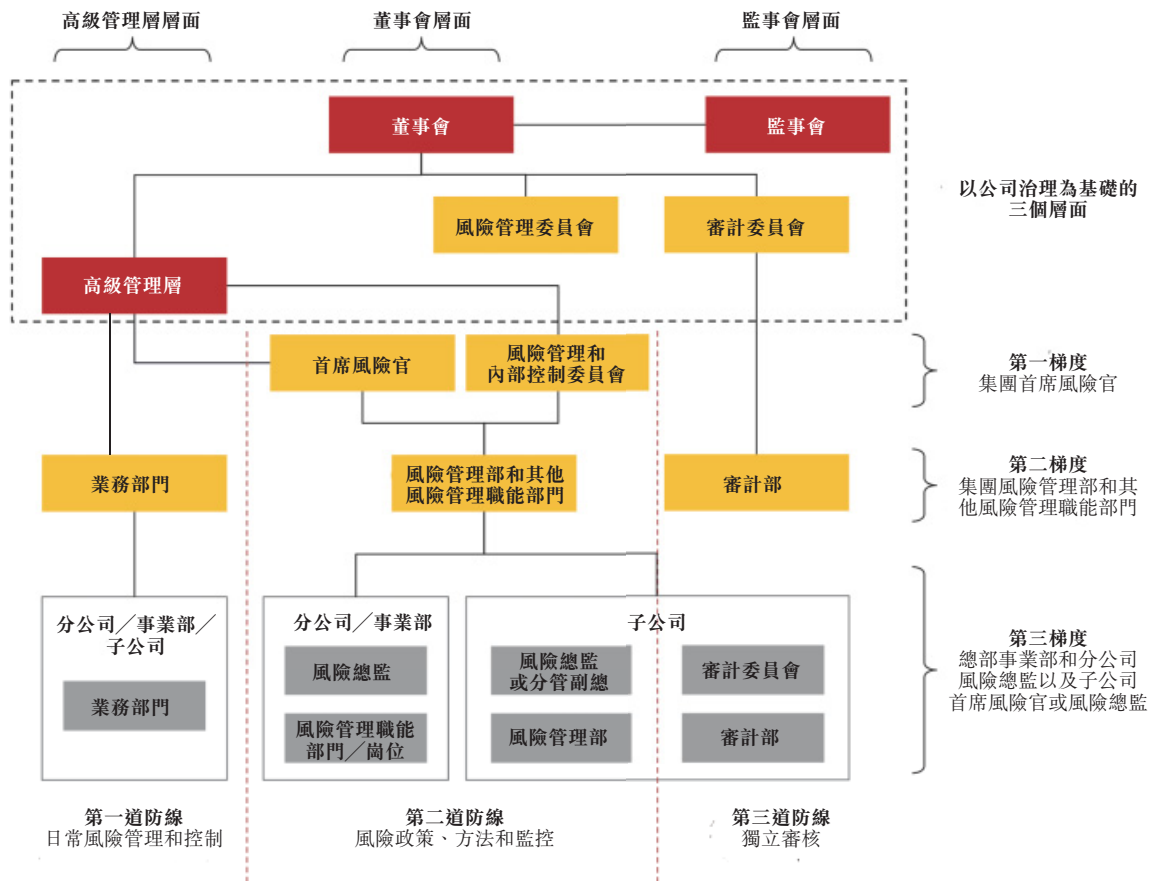 高級管理層層面
董事會層面
監事會層面
董事會
監事會
風險管理委員會
審計委員會
以公司治理為基礎的
三個層面
高級管理層
首席風險官
風險管理和
內部控制委員會
第一梯度
集團首席風險官
業務部門
風險管理部和其他
風險管理職能部門
審計部
第二梯度
集團風險管理部和其
他風險管理職能部門
分公司／事業部／
子公司
業務部門
分公司／事業部
風險總監
風險管理職能
部門／崗位
子公司
風險總監
或分管副總
審計委員會
風險管理部
審計部
第三梯度
總部事業部和分公司
風險總監以及子公司
首席風險官或風險總監
第一道防線
日常風險管理和控制
第二道防線
風險政策、方法和監控
第三道防線
獨立審核